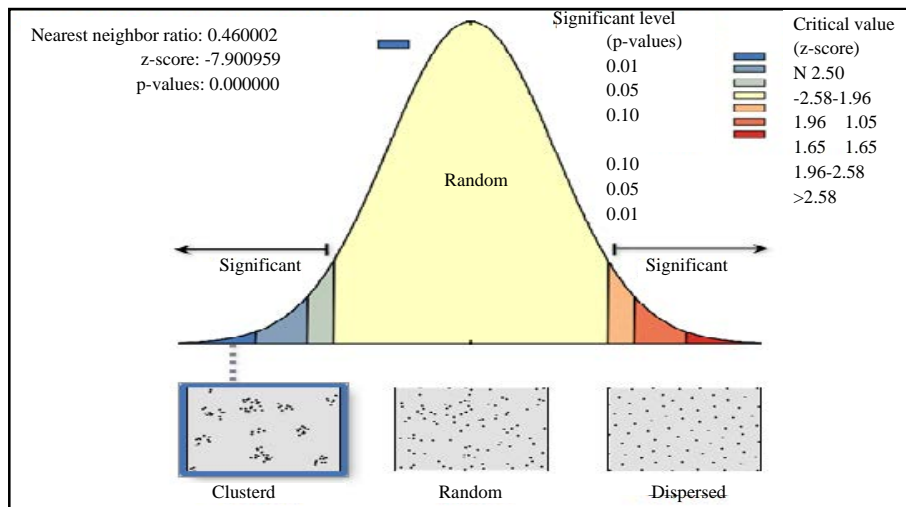 Nearest neighbor ratio: 0.460002
z-score: -7.900959
p-values: 0.000000
Significant level
(p-values)
0.01
0.05
0.10
0.10
0.05
0.01
Critical value
(z-score)
N 2.50
-2.58-1.96
1.96 1.05
1.65 1.65
1.96-2.58
>2.58
Random
Significant
Significant
Clusterd
Random
Dispersed